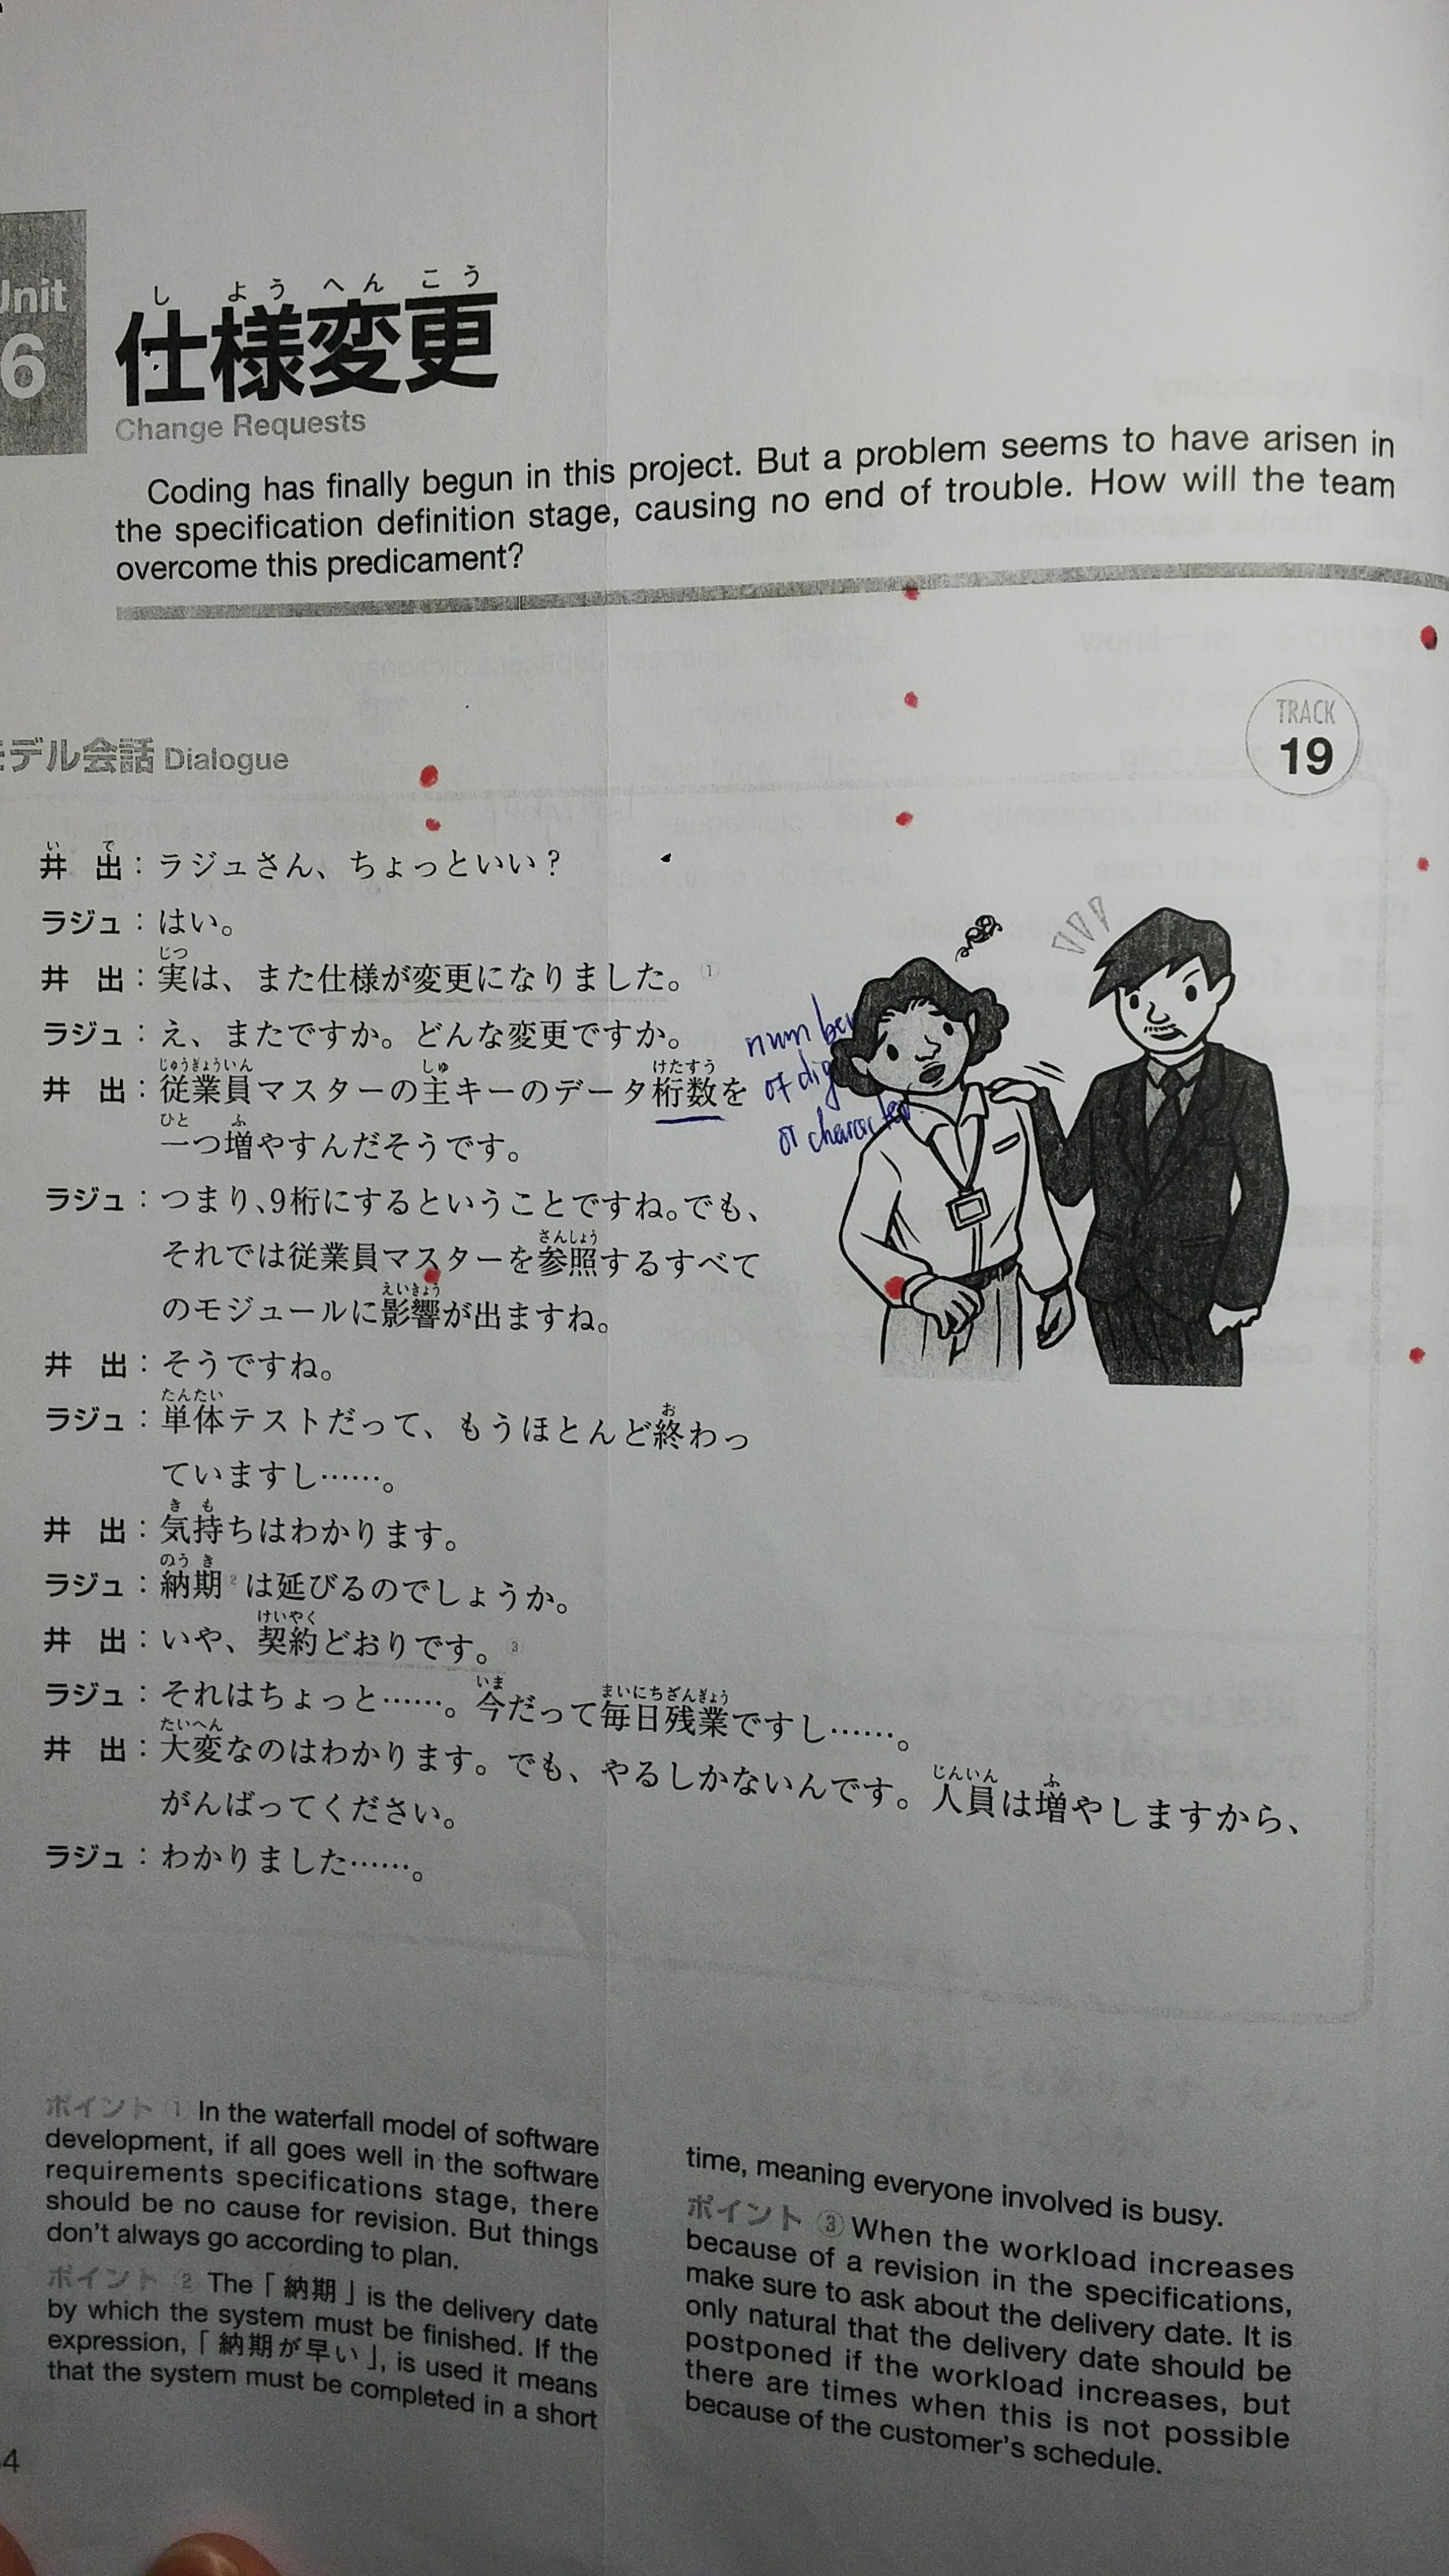 Unit
6
仕様変更
しようへんこう
Change Requests
Coding has finally begun in this project. But a problem seems to have arisen in
the specification definition stage, causing no end of trouble. How will the team
overcome this predicament?
デル会話 Dialogue
TRACK
19
井出：ラジュさん、ちょっといい？
ラジュ：はい。
井出：実は、また仕様が変更になりました。①
ラジュ：え、またですか。どんな変更ですか。
井出：従業員マスターの主キーのデータ桁数を
一つ増やすんだそうです。
number
of digits
or character
ラジュ：つまり、9桁にするということですね。でも、
それでは従業員マスターを参照するすべて
のモジュールに影響が出ますね。
井出：そうですね。
ラジュ：単体テストだって、もうほとんど終わっ
ていますし……。
井出：気持ちはわかります。
ラジュ：納期②は延びるのでしょうか。
井出：いや、契約どおりです。③
ラジュ：それはちょっと……。今だって毎日残業ですし……。
井出：大変なのはわかります。でも、やるしかないんです。人員は増やしますから、
がんばってください。
ラジュ：わかりました……。
ポイント① In the waterfall model of software
development, if all goes well in the software
requirements specifications stage, there
should be no cause for revision. But things
don't always go according to plan.
ポイント② The「納期」is the delivery date
by which the system must be finished. If the
expression,「納期が早い」, is used it means
that the system must be completed in a short
time, meaning everyone involved is busy.
ポイント③ When the workload increases
because of a revision in the specifications,
make sure to ask about the delivery date. It is
only natural that the delivery date should be
postponed if the workload increases, but
there are times when this is not possible
because of the customer's schedule.
4